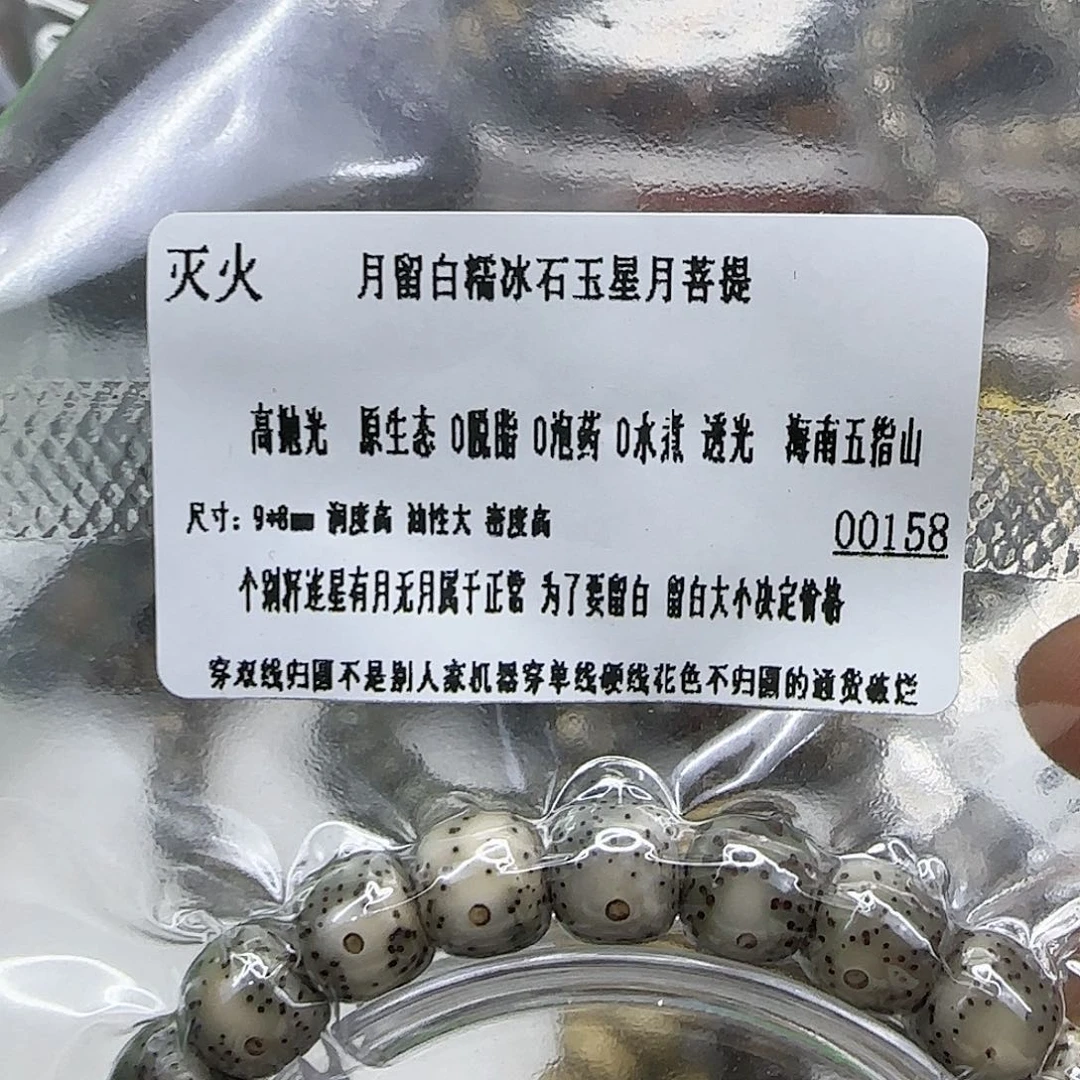 灭火 月留白糯冰石玉星月菩提
高抛光 原生态 0脱脂 0泡药 0水煮 透光 海南五指山
尺寸：9*8mm 润度高 油性大 密度高
00158
个别籽连星有月无月属于正常 为了要留白 留白大小决定价格
穿双线归圆不是别人家机器穿单线硬线花色不归圆的通货破烂